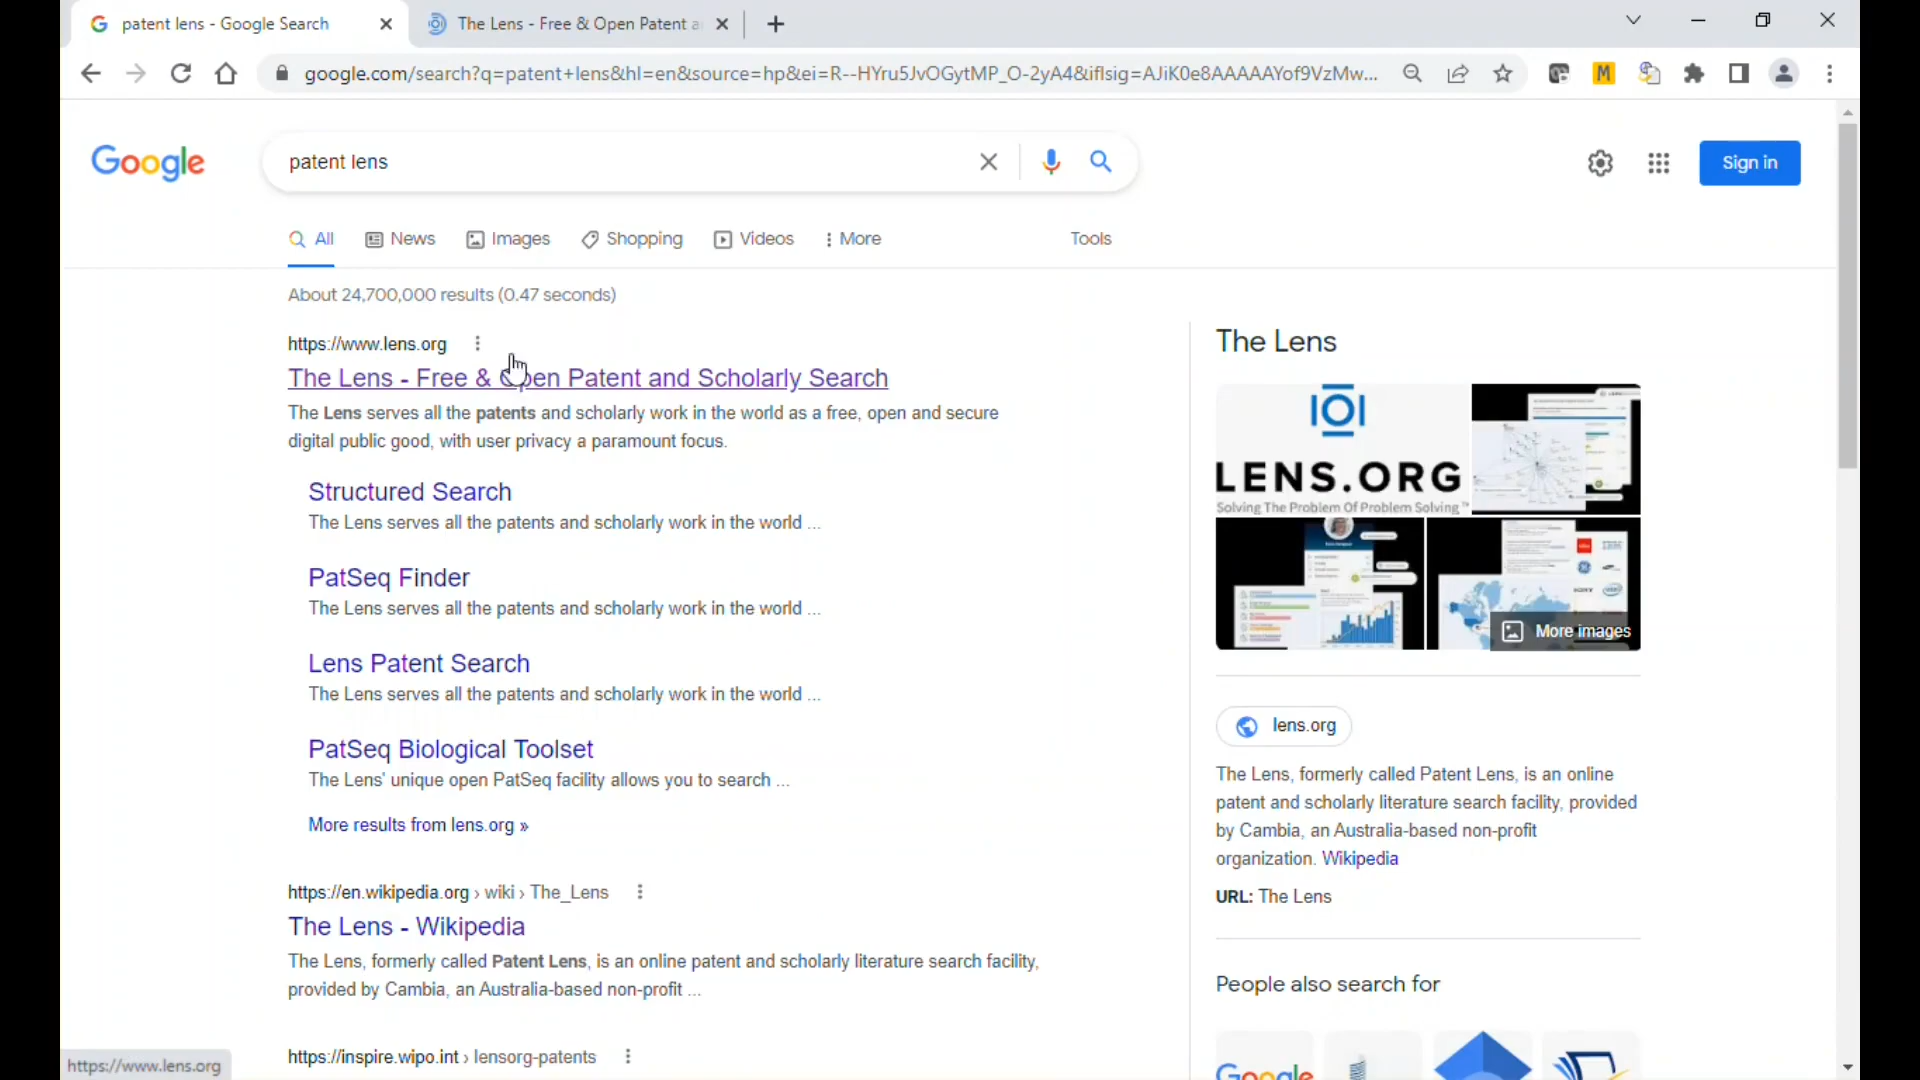 patent lens - Google Search
The Lens - Free & Open Patent a
google.com/search?q=patent+lens&hl=en&source=hp&ei=R--HYru5JvOGytMP_O-2yA4&iflsig=AJiK0e8AAAAAYof9VzMw...
M
Google
patent lens
Sign in
All
News
Images
Shopping
Videos
More
Tools
About 24,700,000 results (0.47 seconds)
https://www.lens.org
The Lens - Free & Open Patent and Scholarly Search
The Lens serves all the patents and scholarly work in the world as a free, open and secure
digital public good, with user privacy a paramount focus.
Structured Search
The Lens serves all the patents and scholarly work in the world ...
PatSeq Finder
The Lens serves all the patents and scholarly work in the world ...
Lens Patent Search
The Lens serves all the patents and scholarly work in the world ...
PatSeq Biological Toolset
The Lens' unique open PatSeq facility allows you to search ...
More results from lens.org »
https://en.wikipedia.org › wiki › The_Lens
The Lens - Wikipedia
The Lens, formerly called Patent Lens, is an online patent and scholarly literature search facility,
provided by Cambia, an Australia-based non-profit ...
https://inspire.wipo.int › lensorg-patents
https://www.lens.org
The Lens
LENS.ORG
Solving The Problem Of Problem Solving™
SONY
More images
lens.org
The Lens, formerly called Patent Lens, is an online
patent and scholarly literature search facility, provided
by Cambia, an Australia-based non-profit
organization. Wikipedia
URL: The Lens
People also search for
Google